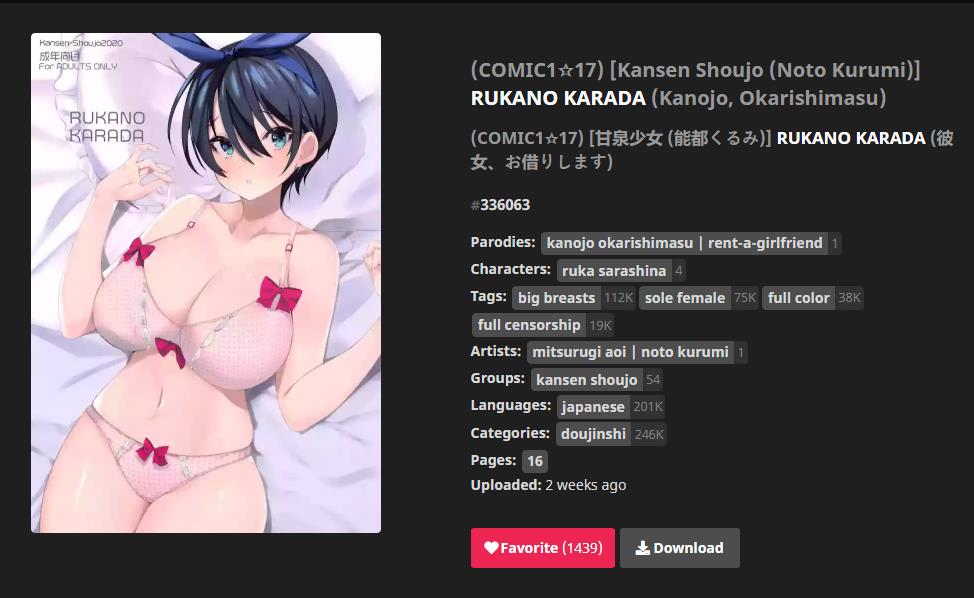 Kansen-Shoujo2020
成年向け
For ADULTS ONLY
RUKANO
KARADA
(COMIC1☆17) [Kansen Shoujo (Noto Kurumi)]
RUKANO KARADA (Kanojo, Okarishimasu)
(COMIC1☆17) [甘泉少女 (能都くるみ)] RUKANO KARADA (彼
女、お借りします)
#336063
Parodies: kanojo okarishimasu | rent-a-girlfriend 1
Characters: ruka sarashina 4
Tags: big breasts 112K sole female 75K full color 38K
full censorship 19K
Artists: mitsurugi aoi | noto kurumi 1
Groups: kansen shoujo 54
Languages: japanese 201K
Categories: doujinshi 246K
Pages: 16
Uploaded: 2 weeks ago
Favorite (1439) Download